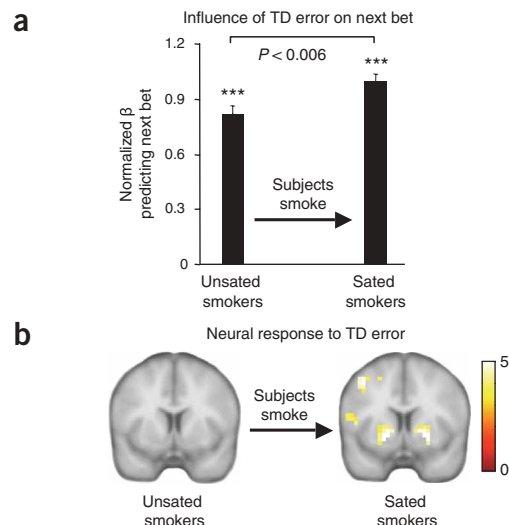 a
Influence of TD error on next bet
P < 0.006
***
***
1.2
0.9
0.6
0.3
0
Normalized β
predicting next bet
Subjects
smoke
Unsated
smokers
Sated
smokers
b
Neural response to TD error
Subjects
smoke
5
0
Unsated
smokers
Sated
smokers